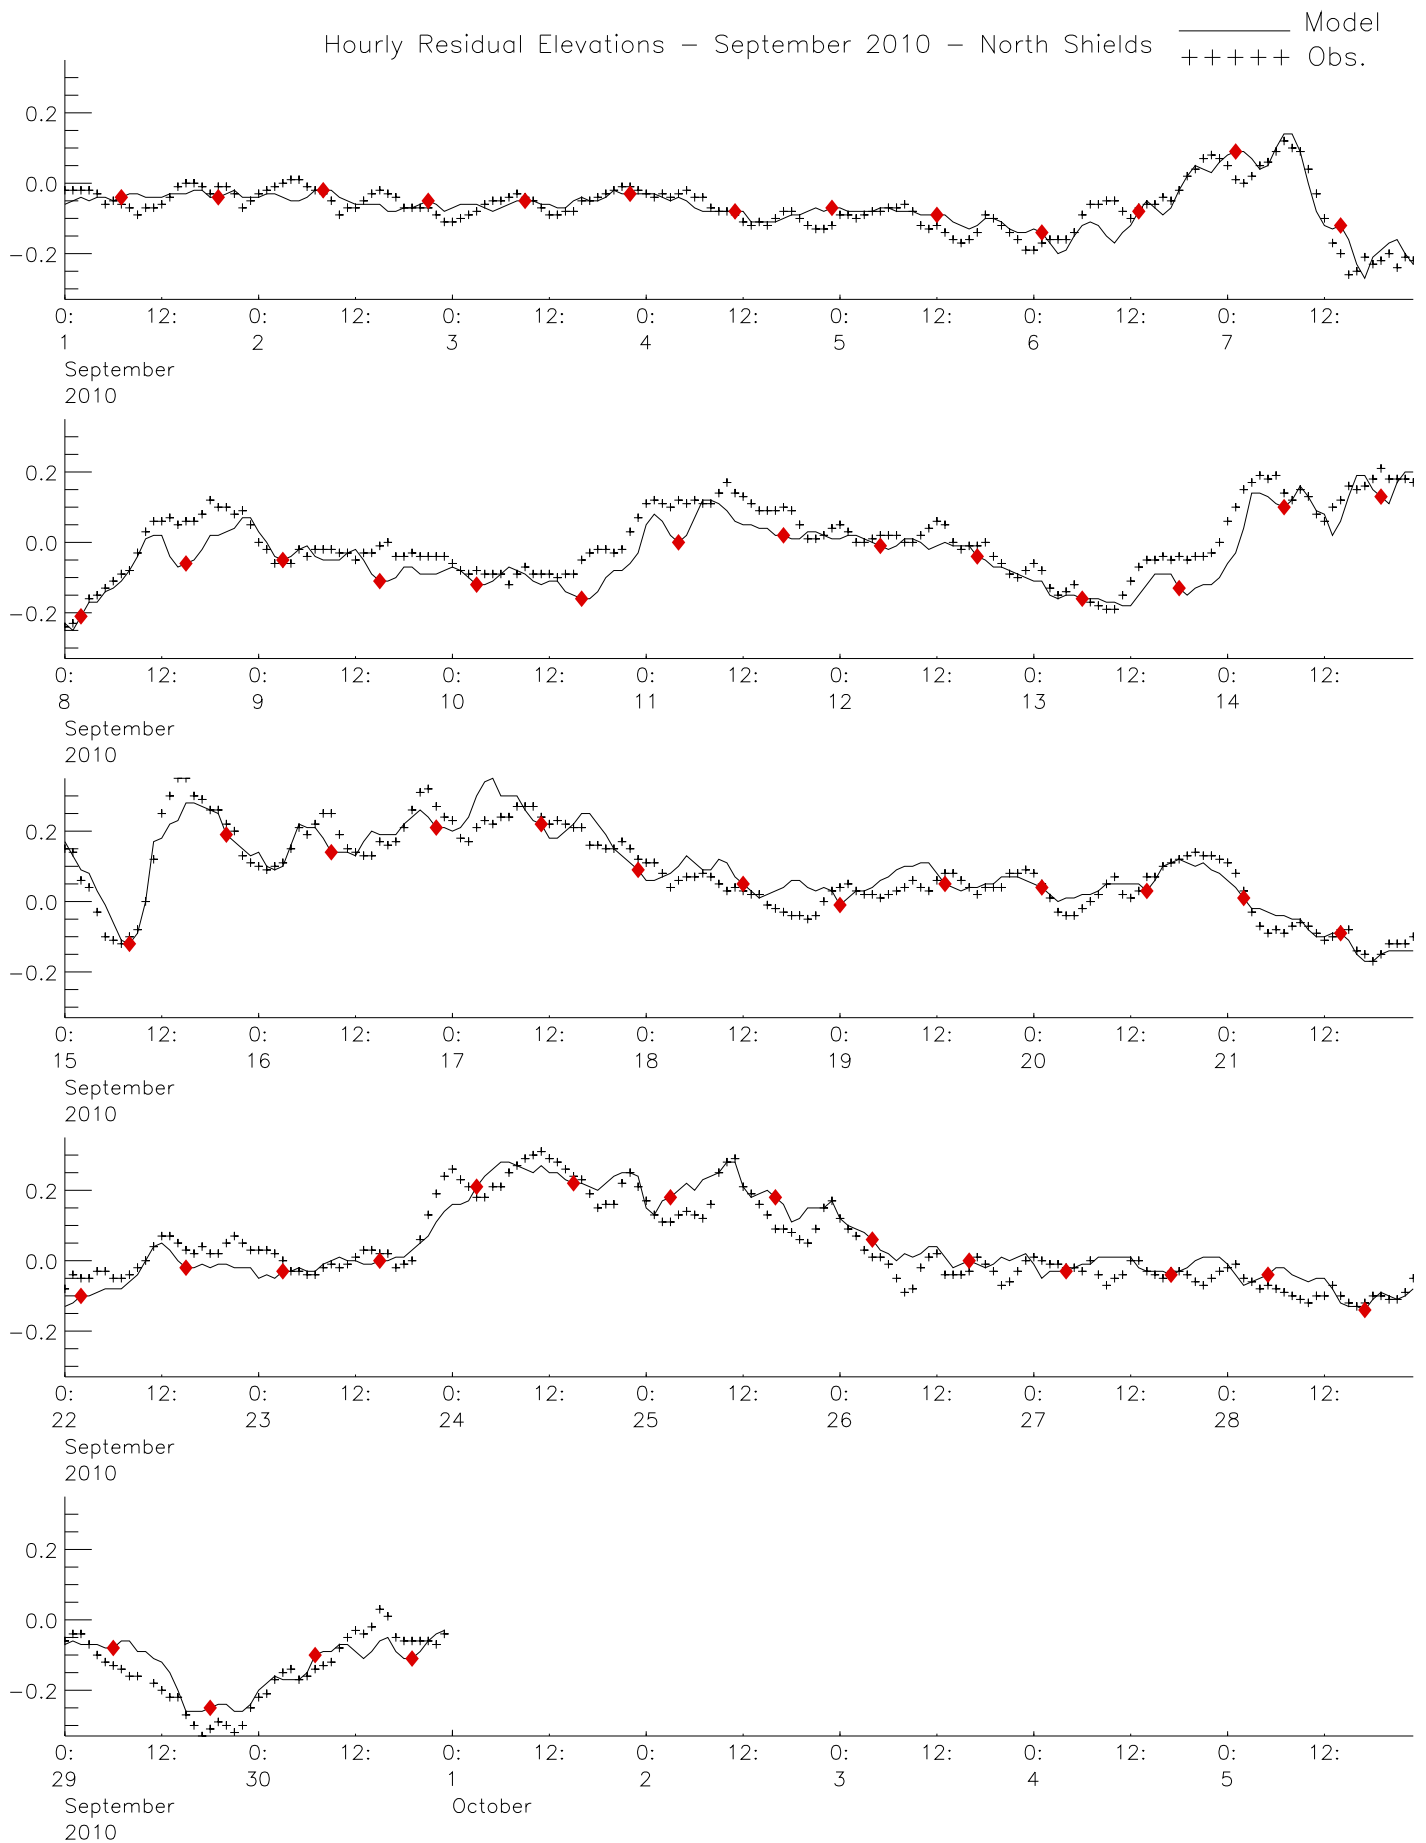 Hourly Residual Elevations – September 2010 – North Shields
Model
+++++ Obs.
0.2
0.0
−0.2
0: 12: 0: 12: 0: 12: 0: 12: 0: 12: 0: 12: 0: 12:
1 2 3 4 5 6 7
September
2010
0.2
0.0
−0.2
0: 12: 0: 12: 0: 12: 0: 12: 0: 12: 0: 12: 0: 12:
8 9 10 11 12 13 14
September
2010
0.2
0.0
−0.2
0: 12: 0: 12: 0: 12: 0: 12: 0: 12: 0: 12: 0: 12:
15 16 17 18 19 20 21
September
2010
0.2
0.0
−0.2
0: 12: 0: 12: 0: 12: 0: 12: 0: 12: 0: 12: 0: 12:
22 23 24 25 26 27 28
September
2010
0.2
0.0
−0.2
0: 12: 0: 12: 0: 12: 0: 12: 0: 12: 0: 12: 0: 12:
29 30 1 2 3 4 5
September October
2010